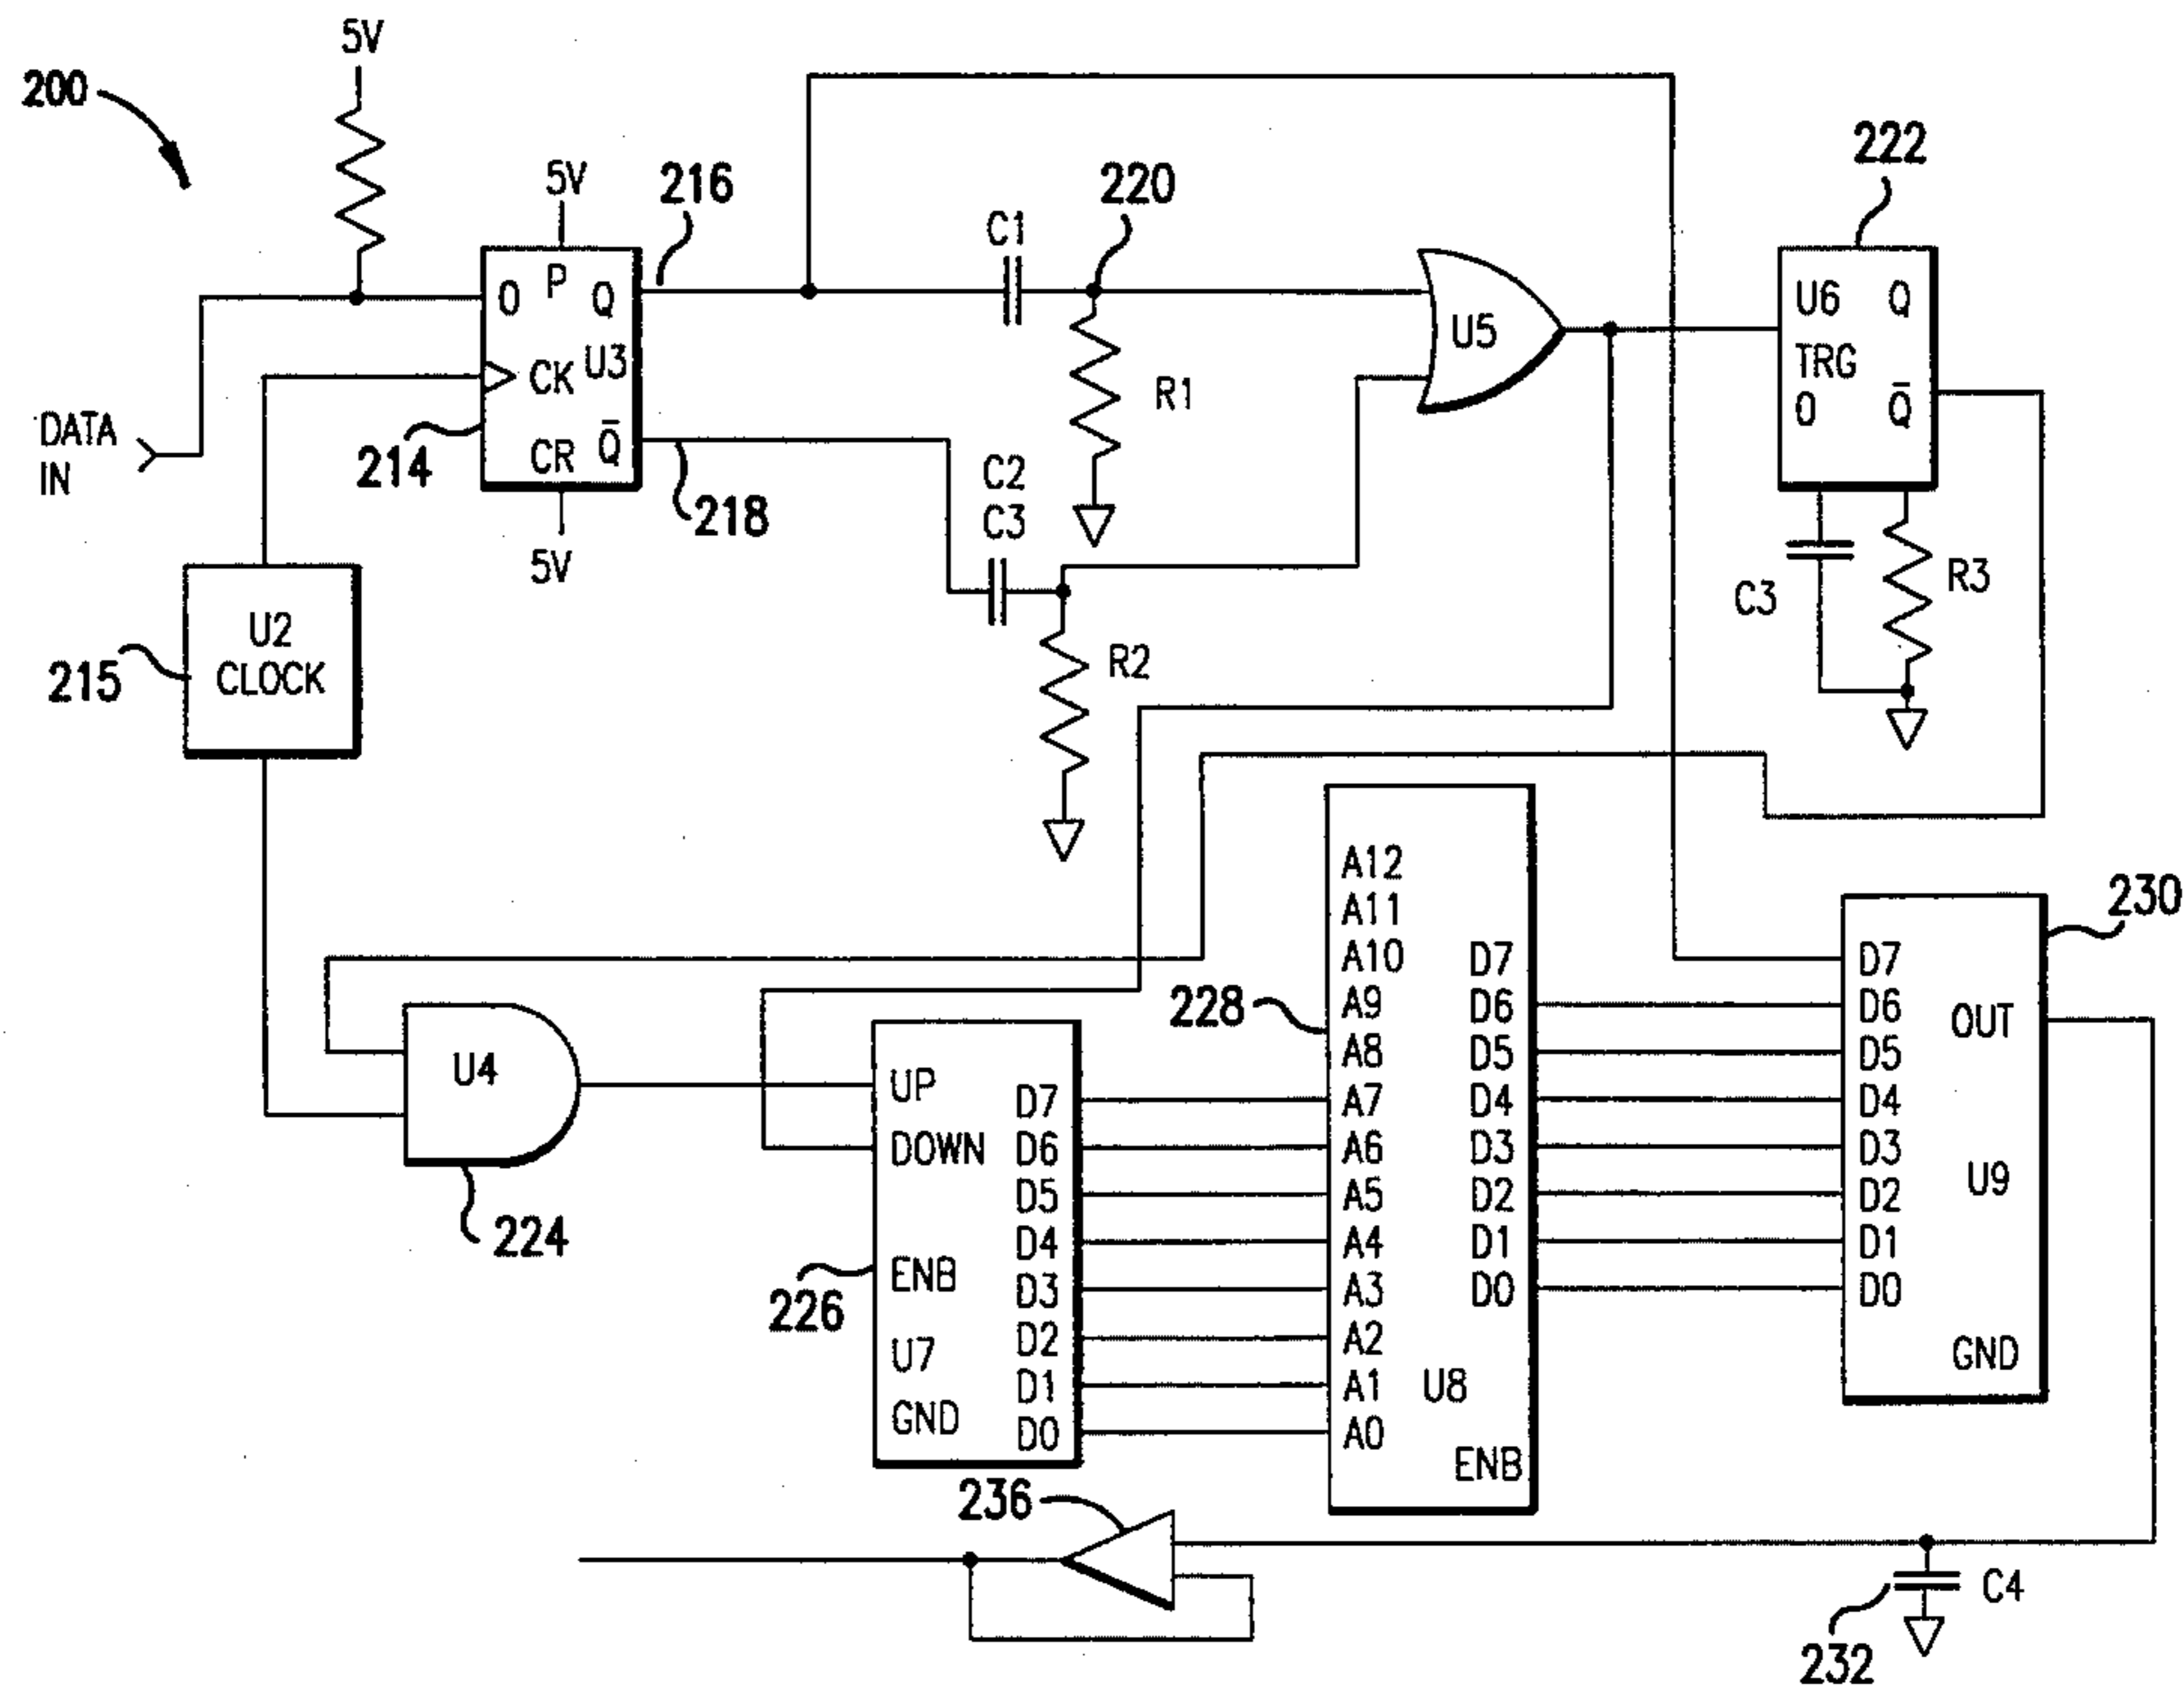 200
5V
5V
216
220
222
0
P
Q
U3
CK
CR
Q̅
214
218
5V
C1
R1
C2
C3
R2
U5
U6
Q
TRG
0
Q̅
C3
R3
DATA
IN
U2
CLOCK
215
U4
224
UP
DOWN
ENB
U7
GND
D7
D6
D5
D4
D3
D2
D1
D0
226
228
A12
A11
A10
A9
A8
A7
A6
A5
A4
A3
A2
A1
A0
D7
D6
D5
D4
D3
D2
D1
D0
U8
ENB
230
D7
D6
D5
D4
D3
D2
D1
D0
OUT
U9
GND
236
C4
232